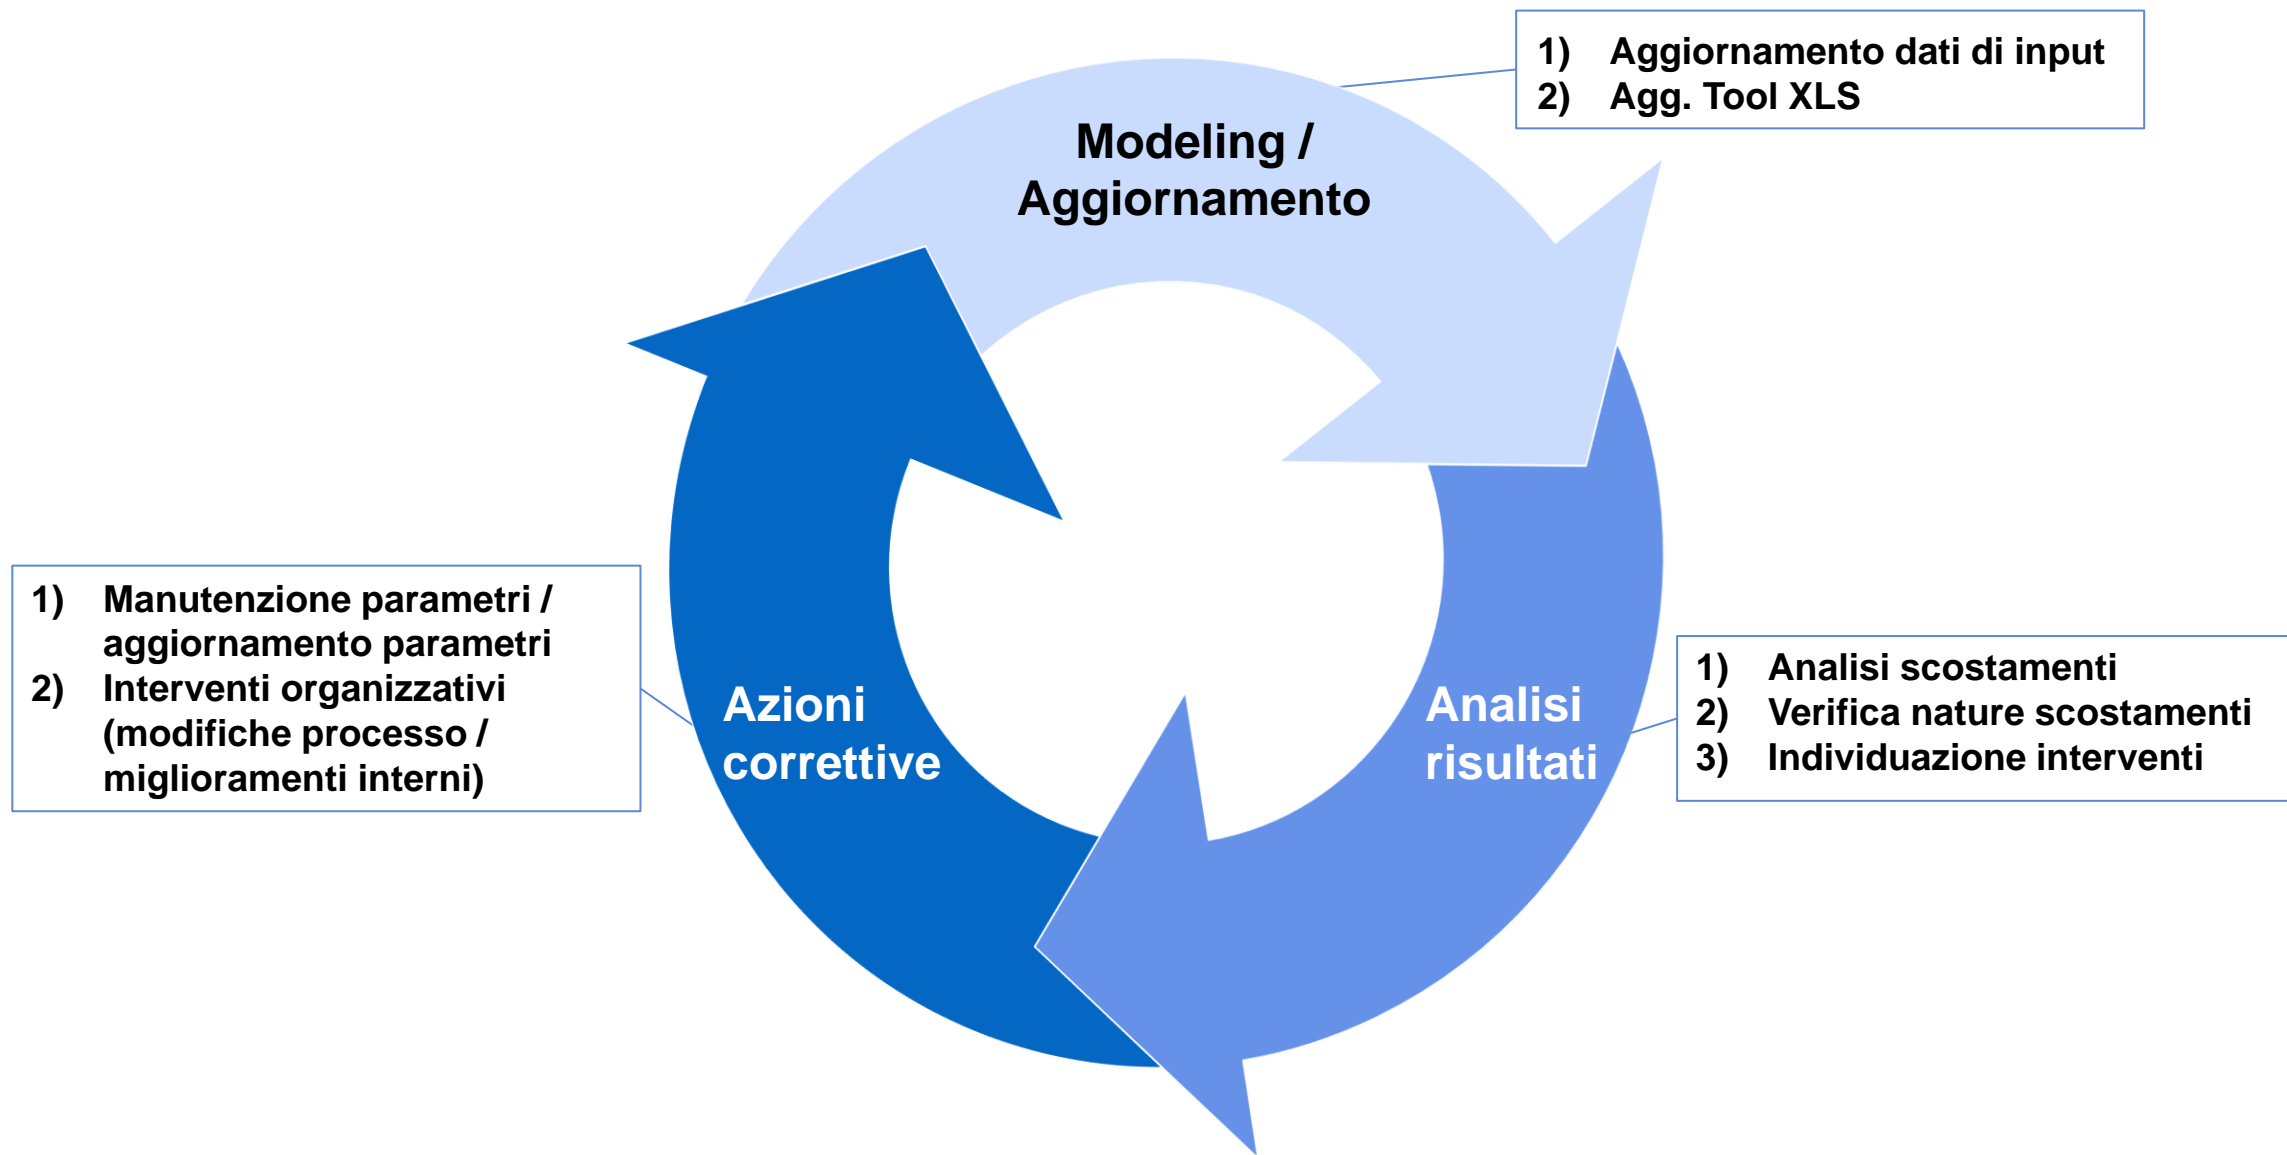 1) Aggiornamento dati di input
2) Agg. Tool XLS
Modeling /
Aggiornamento
1) Manutenzione parametri /
aggiornamento parametri
2) Interventi organizzativi
(modifiche processo /
miglioramenti interni)
Azioni
correttive
Analisi
risultati
1) Analisi scostamenti
2) Verifica nature scostamenti
3) Individuazione interventi